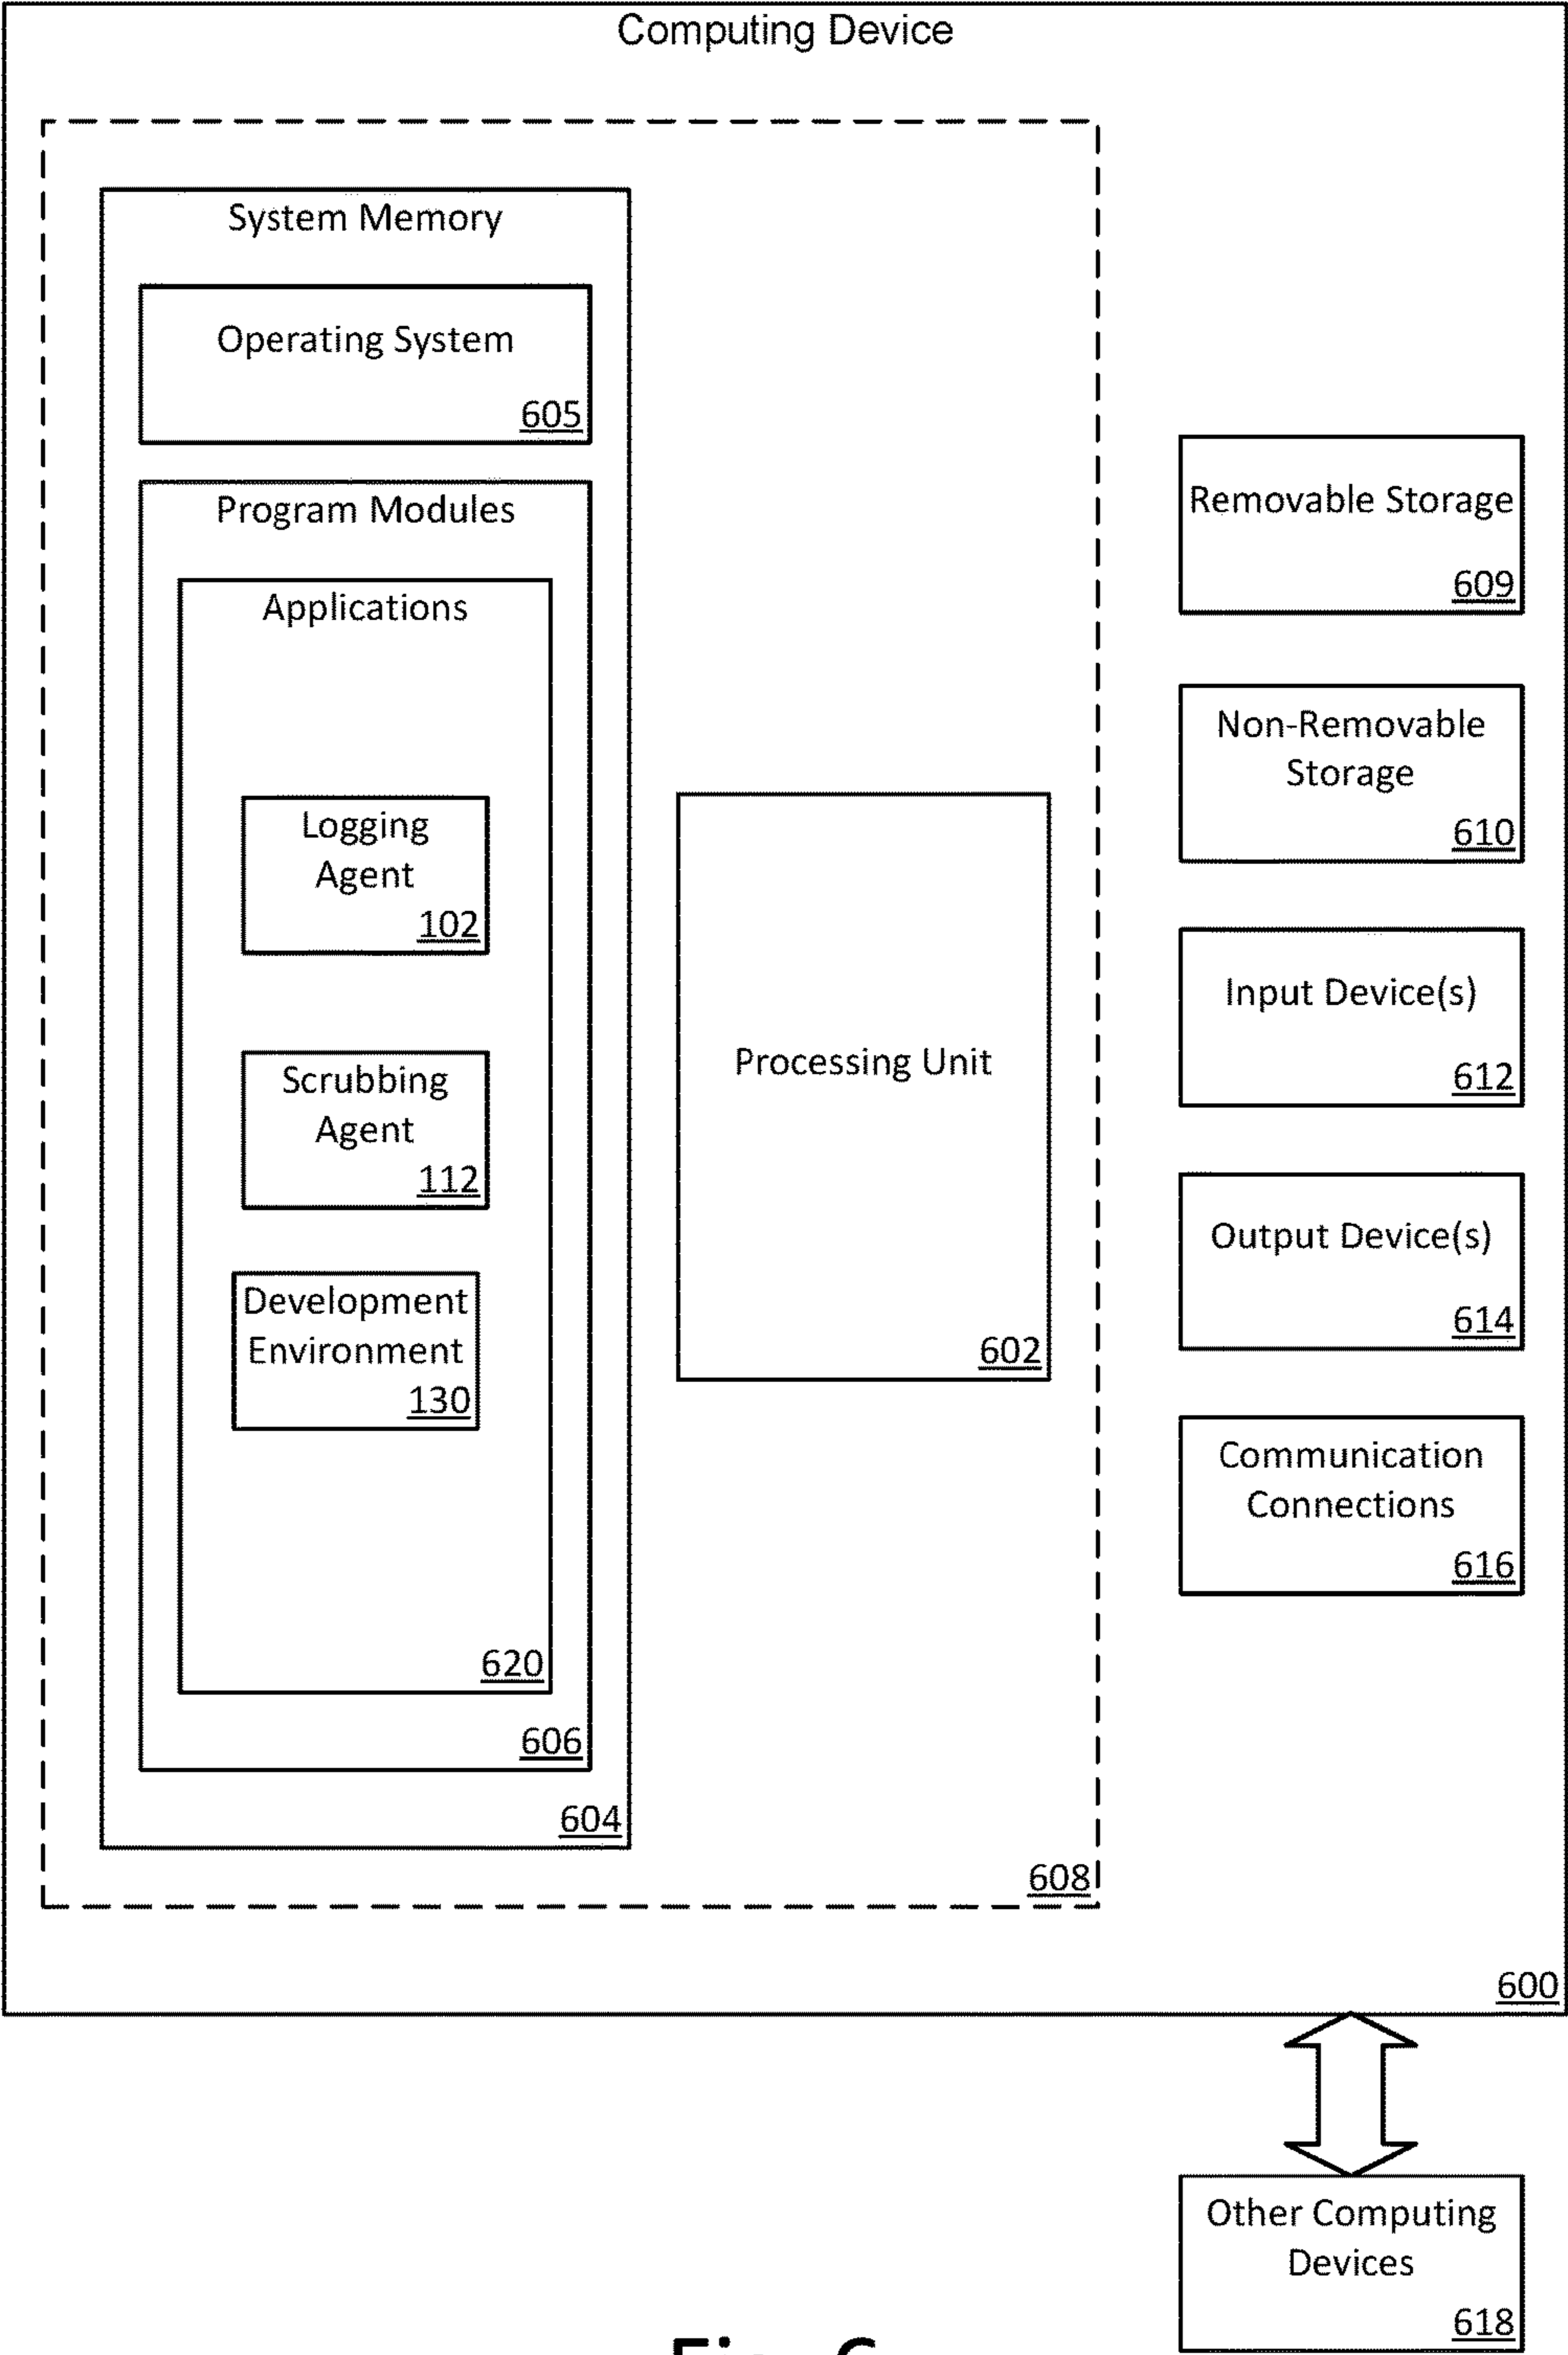 Computing Device
System Memory
Operating System
605
Program Modules
Applications
Logging
Agent
102
Scrubbing
Agent
112
Development
Environment
130
620
606
604
Processing Unit
602
608
Removable Storage
609
Non-Removable
Storage
610
Input Device(s)
612
Output Device(s)
614
Communication
Connections
616
600
Other Computing
Devices
618